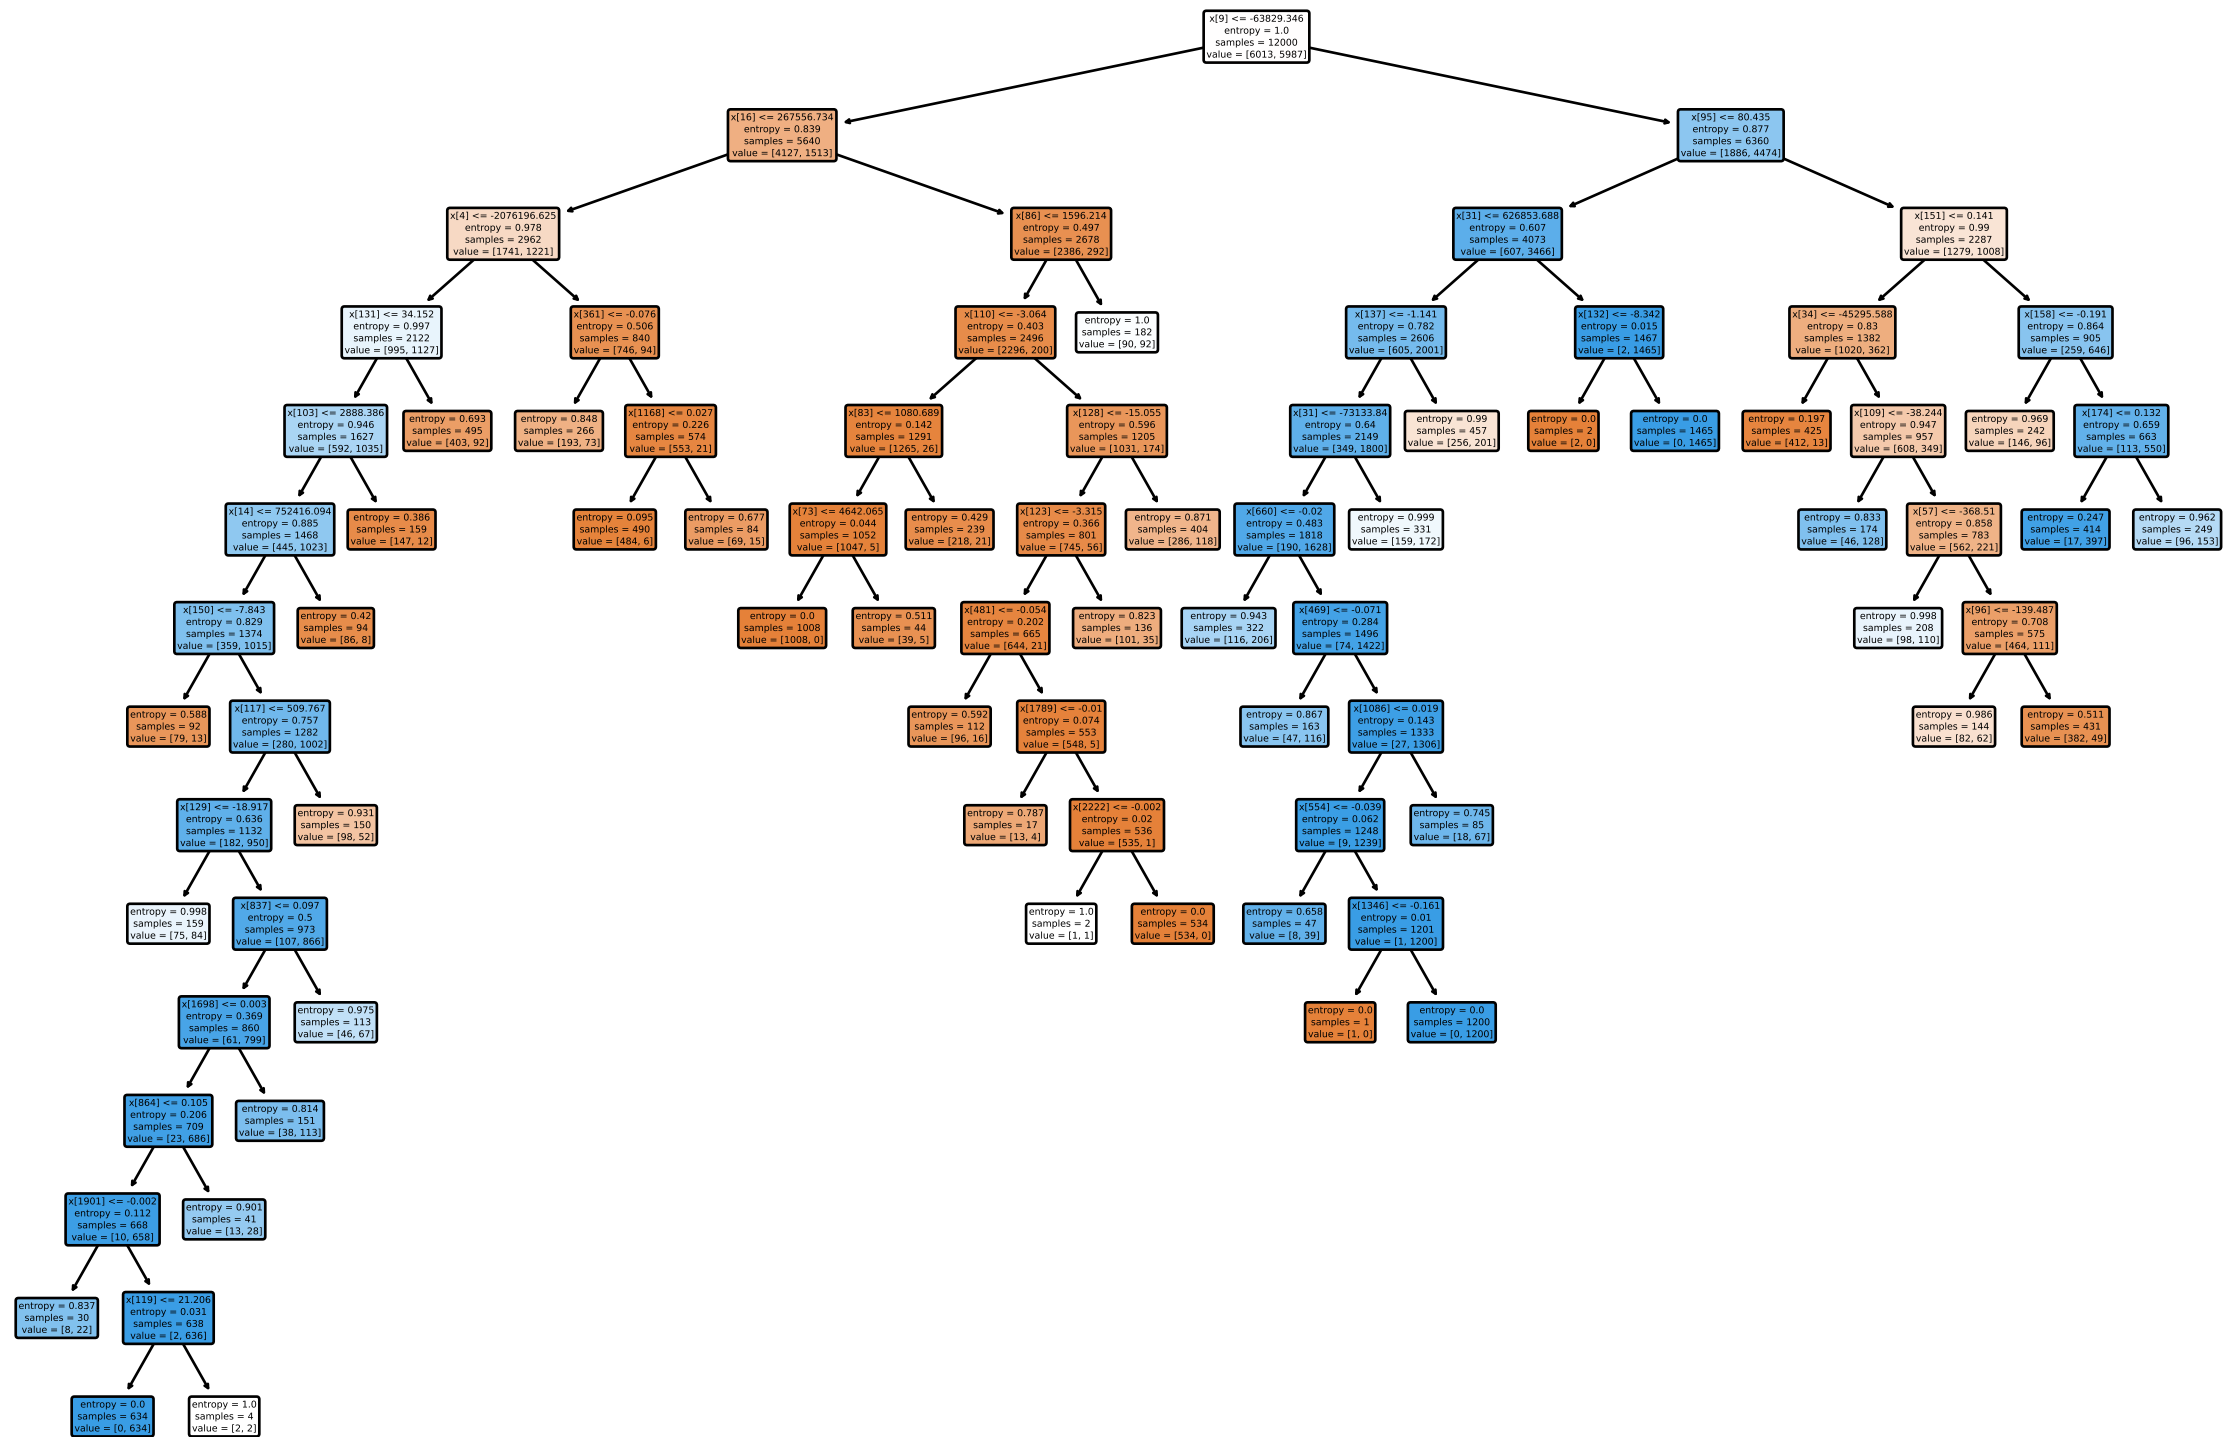 x[9] <= -63829.346
entropy = 1.0
samples = 12000
value = [6013, 5987]
x[16] <= 267556.734
entropy = 0.839
samples = 5640
value = [4127, 1513]
x[95] <= 80.435
entropy = 0.877
samples = 6360
value = [1886, 4474]
x[4] <= -2076196.625
entropy = 0.978
samples = 2962
value = [1741, 1221]
x[86] <= 1596.214
entropy = 0.497
samples = 2678
value = [2386, 292]
x[31] <= 626853.688
entropy = 0.607
samples = 4073
value = [607, 3466]
x[151] <= 0.141
entropy = 0.99
samples = 2287
value = [1279, 1008]
x[131] <= 34.152
entropy = 0.997
samples = 2122
value = [995, 1127]
x[361] <= -0.076
entropy = 0.506
samples = 840
value = [746, 94]
x[110] <= -3.064
entropy = 0.403
samples = 2496
value = [2296, 200]
entropy = 1.0
samples = 182
value = [90, 92]
x[137] <= -1.141
entropy = 0.782
samples = 2606
value = [605, 2001]
x[132] <= -8.342
entropy = 0.015
samples = 1467
value = [2, 1465]
x[34] <= -45295.588
entropy = 0.83
samples = 1382
value = [1020, 362]
x[158] <= -0.191
entropy = 0.864
samples = 905
value = [259, 646]
x[103] <= 2888.386
entropy = 0.946
samples = 1627
value = [592, 1035]
entropy = 0.693
samples = 495
value = [403, 92]
entropy = 0.848
samples = 266
value = [193, 73]
x[1168] <= 0.027
entropy = 0.226
samples = 574
value = [553, 21]
x[83] <= 1080.689
entropy = 0.142
samples = 1291
value = [1265, 26]
x[128] <= -15.055
entropy = 0.596
samples = 1205
value = [1031, 174]
x[31] <= -73133.84
entropy = 0.64
samples = 2149
value = [349, 1800]
entropy = 0.99
samples = 457
value = [256, 201]
entropy = 0.0
samples = 2
value = [2, 0]
entropy = 0.0
samples = 1465
value = [0, 1465]
entropy = 0.197
samples = 425
value = [412, 13]
x[109] <= -38.244
entropy = 0.947
samples = 957
value = [608, 349]
entropy = 0.969
samples = 242
value = [146, 96]
x[174] <= 0.132
entropy = 0.659
samples = 663
value = [113, 550]
x[14] <= 752416.094
entropy = 0.885
samples = 1468
value = [445, 1023]
entropy = 0.386
samples = 159
value = [147, 12]
entropy = 0.095
samples = 490
value = [484, 6]
entropy = 0.677
samples = 84
value = [69, 15]
x[73] <= 4642.065
entropy = 0.044
samples = 1052
value = [1047, 5]
entropy = 0.429
samples = 239
value = [218, 21]
x[123] <= -3.315
entropy = 0.366
samples = 801
value = [745, 56]
entropy = 0.871
samples = 404
value = [286, 118]
x[660] <= -0.02
entropy = 0.483
samples = 1818
value = [190, 1628]
entropy = 0.999
samples = 331
value = [159, 172]
entropy = 0.833
samples = 174
value = [46, 128]
x[57] <= -368.51
entropy = 0.858
samples = 783
value = [562, 221]
entropy = 0.247
samples = 414
value = [17, 397]
entropy = 0.962
samples = 249
value = [96, 153]
x[150] <= -7.843
entropy = 0.829
samples = 1374
value = [359, 1015]
entropy = 0.42
samples = 94
value = [86, 8]
entropy = 0.0
samples = 1008
value = [1008, 0]
entropy = 0.511
samples = 44
value = [39, 5]
x[481] <= -0.054
entropy = 0.202
samples = 665
value = [644, 21]
entropy = 0.823
samples = 136
value = [101, 35]
entropy = 0.943
samples = 322
value = [116, 206]
x[469] <= -0.071
entropy = 0.284
samples = 1496
value = [74, 1422]
entropy = 0.998
samples = 208
value = [98, 110]
x[96] <= -139.487
entropy = 0.708
samples = 575
value = [464, 111]
entropy = 0.588
samples = 92
value = [79, 13]
x[117] <= 509.767
entropy = 0.757
samples = 1282
value = [280, 1002]
entropy = 0.592
samples = 112
value = [96, 16]
x[1789] <= -0.01
entropy = 0.074
samples = 553
value = [548, 5]
entropy = 0.867
samples = 163
value = [47, 116]
x[1086] <= 0.019
entropy = 0.143
samples = 1333
value = [27, 1306]
entropy = 0.986
samples = 144
value = [82, 62]
entropy = 0.511
samples = 431
value = [382, 49]
x[129] <= -18.917
entropy = 0.636
samples = 1132
value = [182, 950]
entropy = 0.931
samples = 150
value = [98, 52]
entropy = 0.787
samples = 17
value = [13, 4]
x[2222] <= -0.002
entropy = 0.02
samples = 536
value = [535, 1]
x[554] <= -0.039
entropy = 0.062
samples = 1248
value = [9, 1239]
entropy = 0.745
samples = 85
value = [18, 67]
entropy = 0.998
samples = 159
value = [75, 84]
x[837] <= 0.097
entropy = 0.5
samples = 973
value = [107, 866]
entropy = 1.0
samples = 2
value = [1, 1]
entropy = 0.0
samples = 534
value = [534, 0]
entropy = 0.658
samples = 47
value = [8, 39]
x[1346] <= -0.161
entropy = 0.01
samples = 1201
value = [1, 1200]
x[1698] <= 0.003
entropy = 0.369
samples = 860
value = [61, 799]
entropy = 0.975
samples = 113
value = [46, 67]
entropy = 0.0
samples = 1
value = [1, 0]
entropy = 0.0
samples = 1200
value = [0, 1200]
x[864] <= 0.105
entropy = 0.206
samples = 709
value = [23, 686]
entropy = 0.814
samples = 151
value = [38, 113]
x[1901] <= -0.002
entropy = 0.112
samples = 668
value = [10, 658]
entropy = 0.901
samples = 41
value = [13, 28]
entropy = 0.837
samples = 30
value = [8, 22]
x[119] <= 21.206
entropy = 0.031
samples = 638
value = [2, 636]
entropy = 0.0
samples = 634
value = [0, 634]
entropy = 1.0
samples = 4
value = [2, 2]